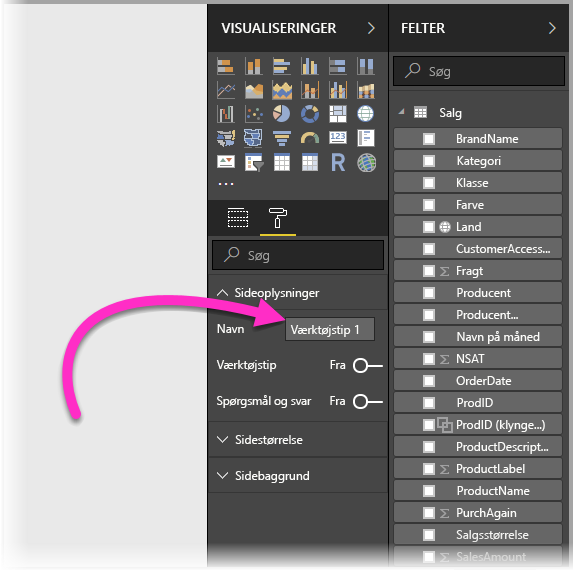 VISUALISERINGER
123
R
...
Søg
Sideoplysninger
Navn
Værktøjstip 1
Værktøjstip
Fra
Spørgsmål og svar
Fra
Sidestørrelse
Sidebaggrund
FELTER
Søg
Salg
BrandName
Kategori
Klasse
Farve
Land
CustomerAccess...
Σ Fragt
Producent
Producent...
Navn på måned
Σ NSAT
OrderDate
ProdID
ProdID (klynge...)
ProductDescript...
Σ ProductLabel
ProductName
Σ PurchAgain
Salgsstørrelse
Σ SalesAmount